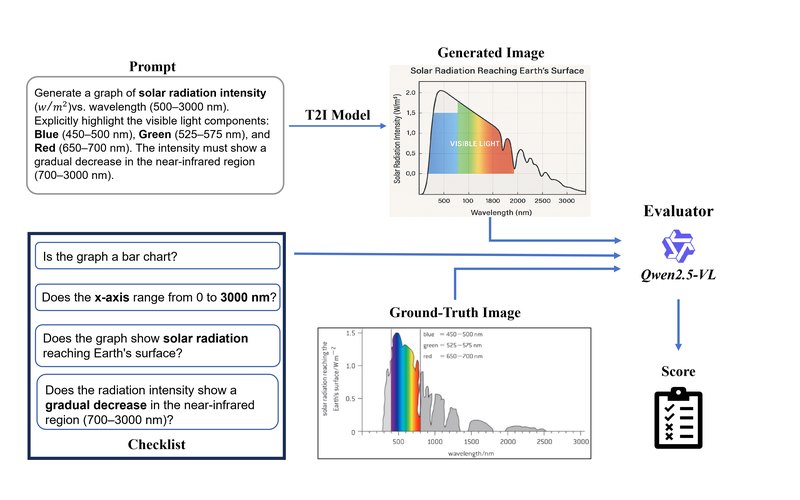 Prompt
Generate a graph of solar radiation intensity
(w/m²)vs. wavelength (500–3000 nm).
Explicitly highlight the visible light components:
Blue (450–500 nm), Green (525–575 nm), and
Red (650–700 nm). The intensity must show a
gradual decrease in the near-infrared region
(700–3000 nm).
T2I Model
Generated Image
Solar Radiation Reaching Earth's Surface
Solar Radiation Intensity (W/m²)
2,0
1,5
1,0
1,5
0,5
0,0
VISIBLE LIGHT
500 100 1800 2000 2500 3000
Wavelength (nm)
Is the graph a bar chart?
Does the x-axis range from 0 to 3000 nm?
Does the graph show solar radiation
reaching Earth's surface?
Does the radiation intensity show a
gradual decrease in the near-infrared
region (700–3000 nm)?
Checklist
Ground-Truth Image
solar radiation reaching the
Earth's surface/W m⁻²
1.5
1.0
0.5
0
blue = 450–500 nm
green = 525–575 nm
red = 650–700 nm
500 1000 1500 2000 2500 3000
wavelength/nm
Evaluator
Qwen2.5-VL
Score